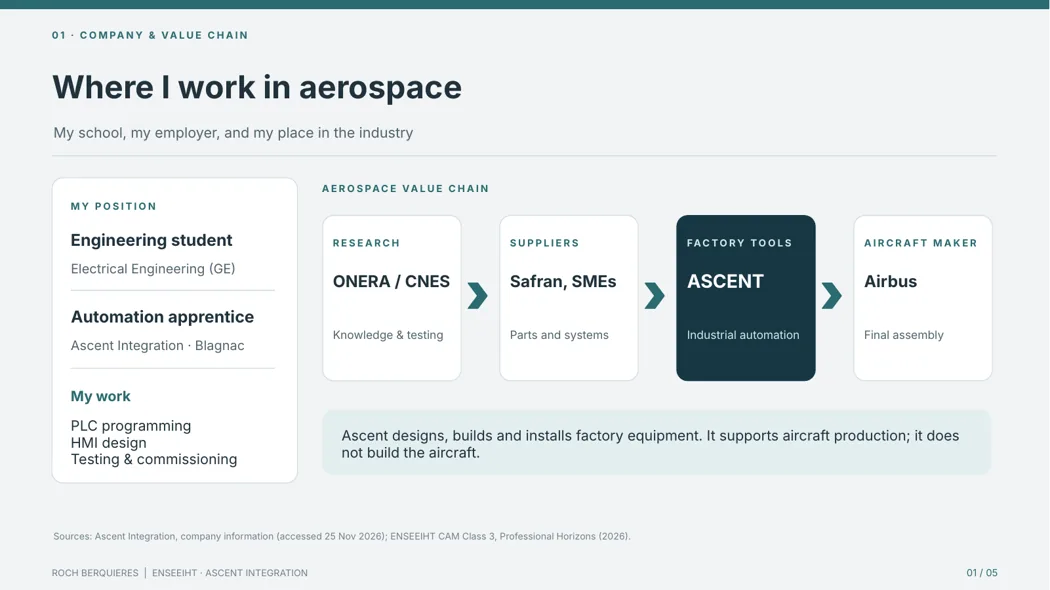 01 · COMPANY & VALUE CHAIN
Where I work in aerospace
My school, my employer, and my place in the industry
MY POSITION
Engineering student
Electrical Engineering (GE)
Automation apprentice
Ascent Integration · Blagnac
My work
PLC programming
HMI design
Testing & commissioning
AEROSPACE VALUE CHAIN
RESEARCH
ONERA / CNES
Knowledge & testing
SUPPLIERS
Safran, SMEs
Parts and systems
FACTORY TOOLS
ASCENT
Industrial automation
AIRCRAFT MAKER
Airbus
Final assembly
Ascent designs, builds and installs factory equipment. It supports aircraft production; it does
not build the aircraft.
Sources: Ascent Integration, company information (accessed 25 Nov 2026); ENSEEIHT CAM Class 3, Professional Horizons (2026).
ROCH BERQUIERES | ENSEEIHT · ASCENT INTEGRATION
01 / 05